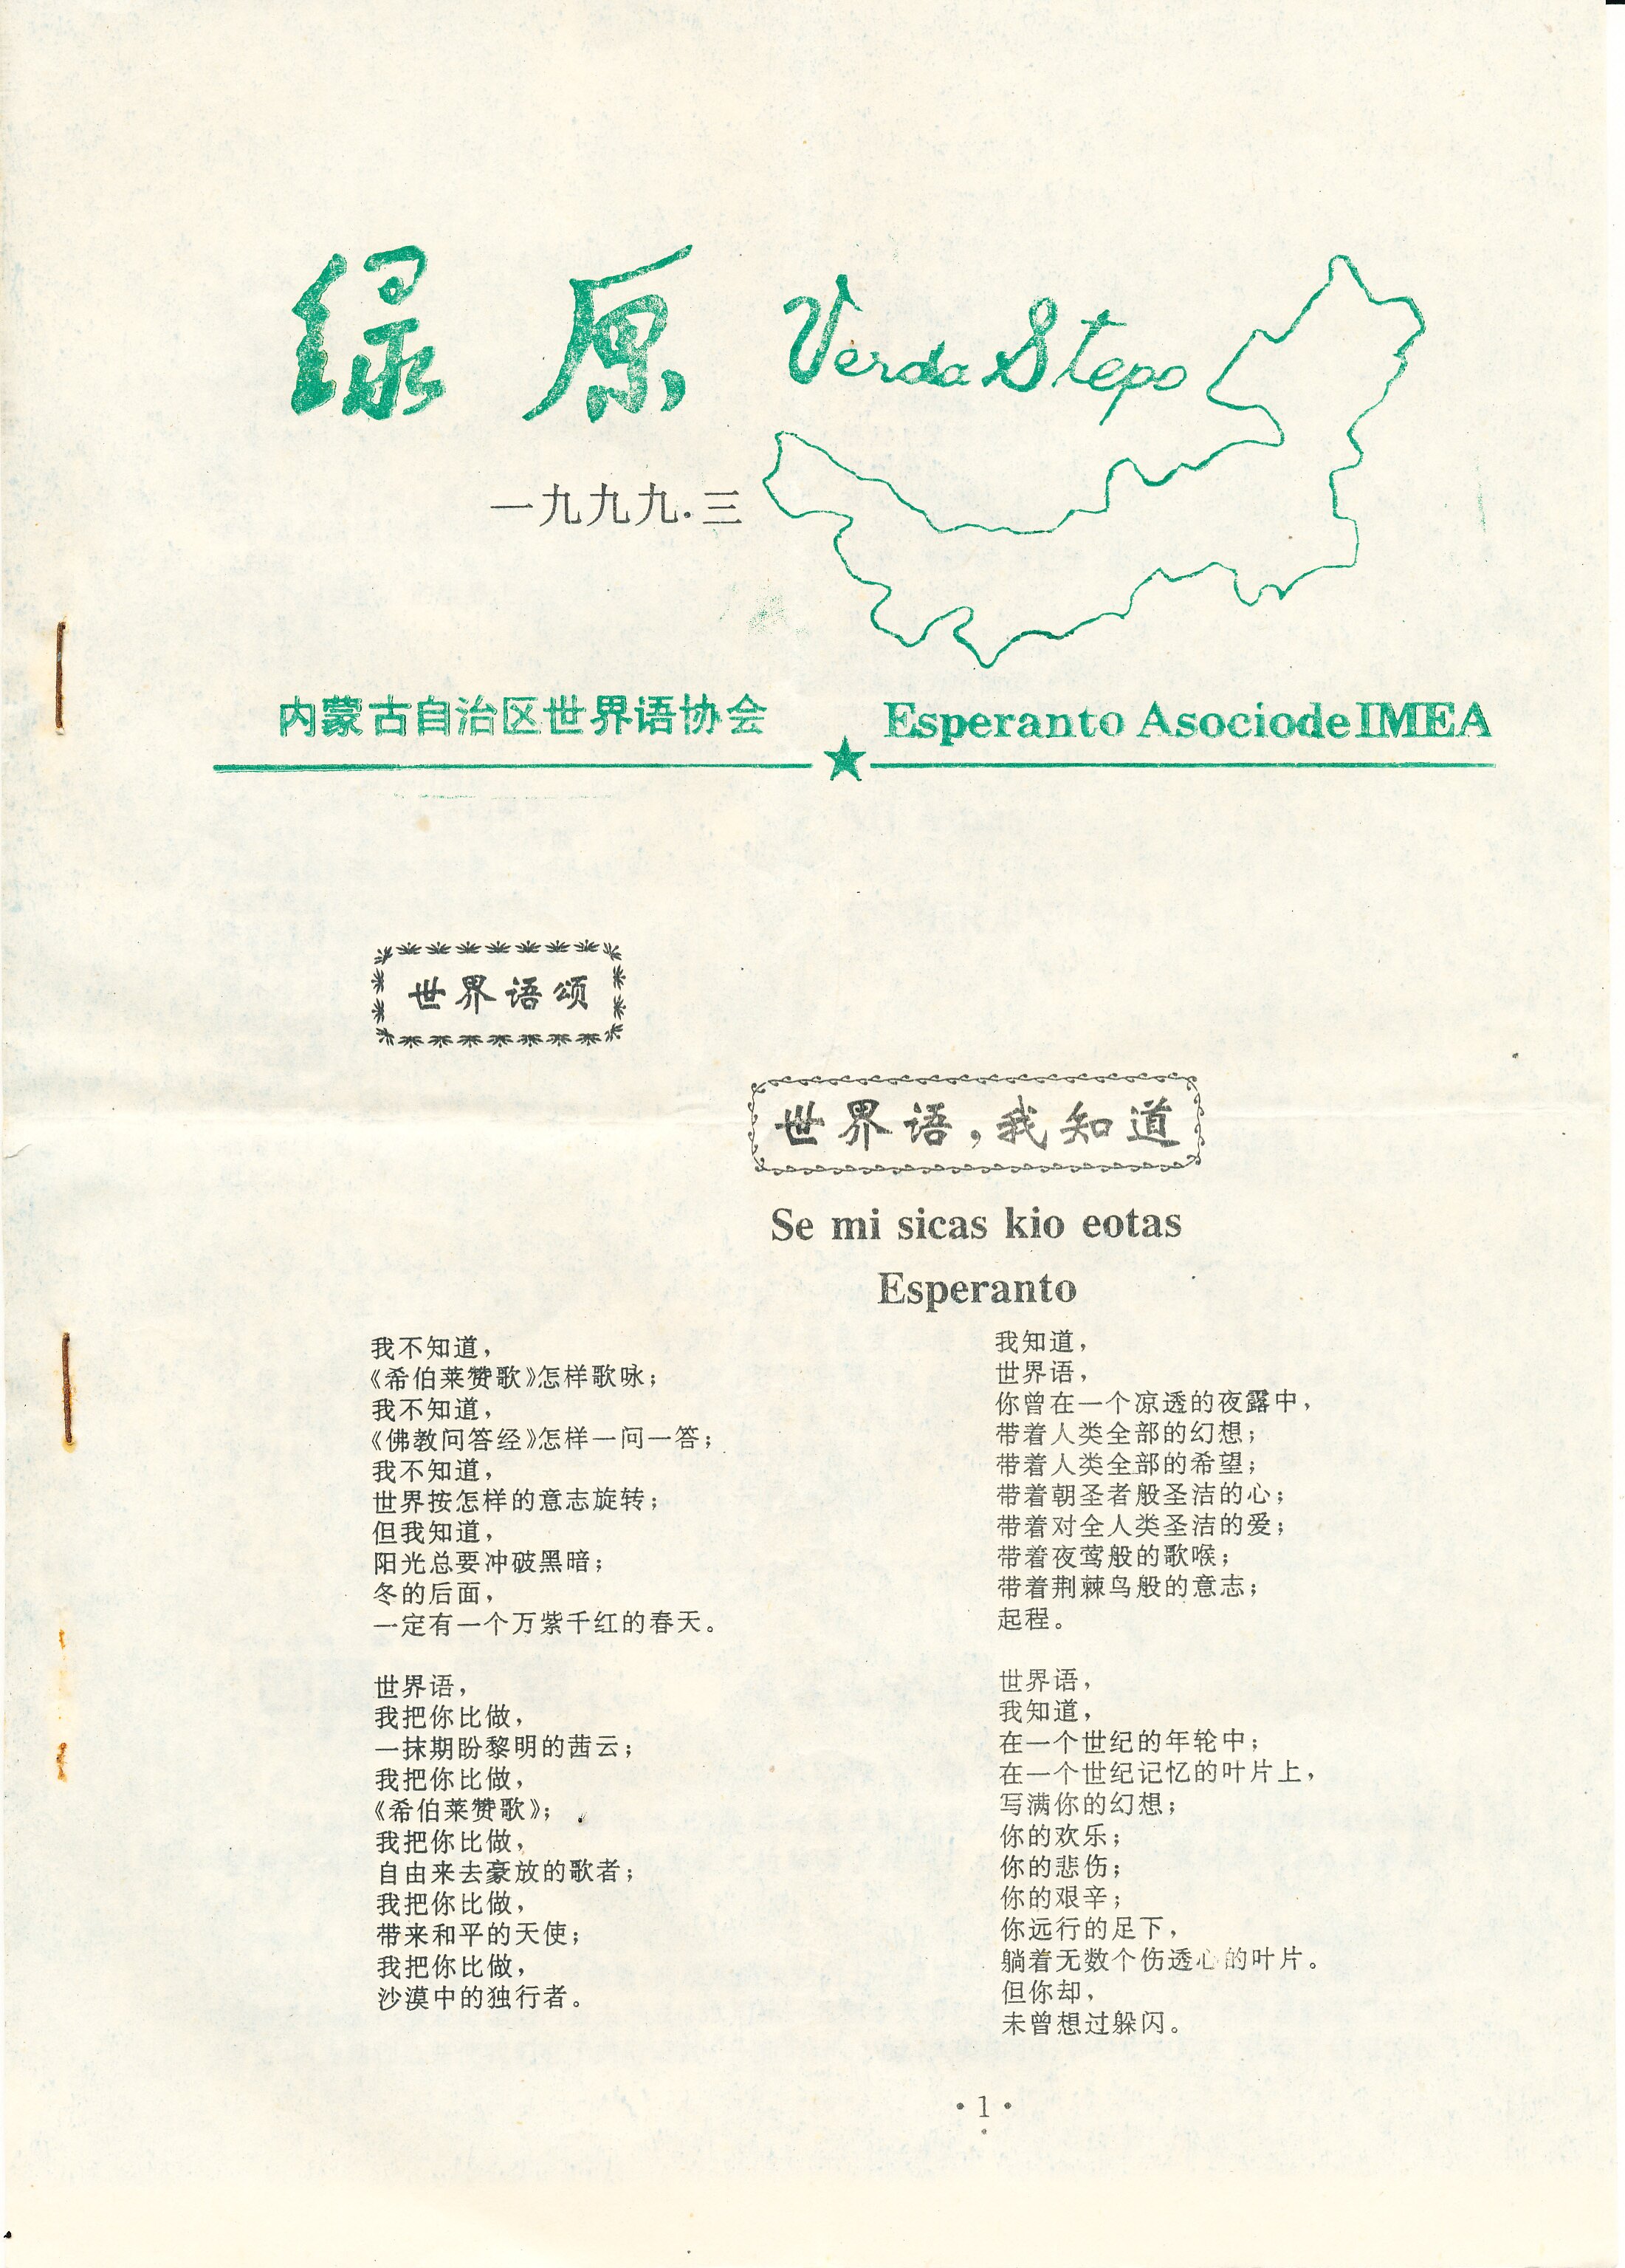 绿原 Verda Stepo
一九九九.三
内蒙古自治区世界语协会 Esperanto Asociode IMEA
世界语颂
世界语,我知道
Se mi sicas kio eotas
Esperanto
我不知道,
《希伯莱赞歌》怎样歌咏;
我不知道,
《佛教问答经》怎样一问一答;
我不知道,
世界按怎样的意志旋转;
但我知道,
阳光总要冲破黑暗;
冬的后面,
一定有一个万紫千红的春天。
世界语,
我把你比做,
一抹期盼黎明的茜云;
我把你比做,
《希伯莱赞歌》;
我把你比做,
自由来去豪放的歌者;
我把你比做,
带来和平的天使;
我把你比做,
沙漠中的独行者。
我知道,
世界语,
你曾在一个凉透的夜露中,
带着人类全部的幻想;
带着人类全部的希望;
带着朝圣者般圣洁的心;
带着对全人类圣洁的爱;
带着夜莺般的歌喉;
带着荆棘鸟般的意志;
起程。
世界语,
我知道,
在一个世纪的年轮中;
在一个世纪记忆的叶片上,
写满你的幻想;
你的欢乐;
你的悲伤;
你的艰辛;
你远行的足下,
躺着无数个伤透心的叶片。
但你却,
未曾想过躲闪。
·1·